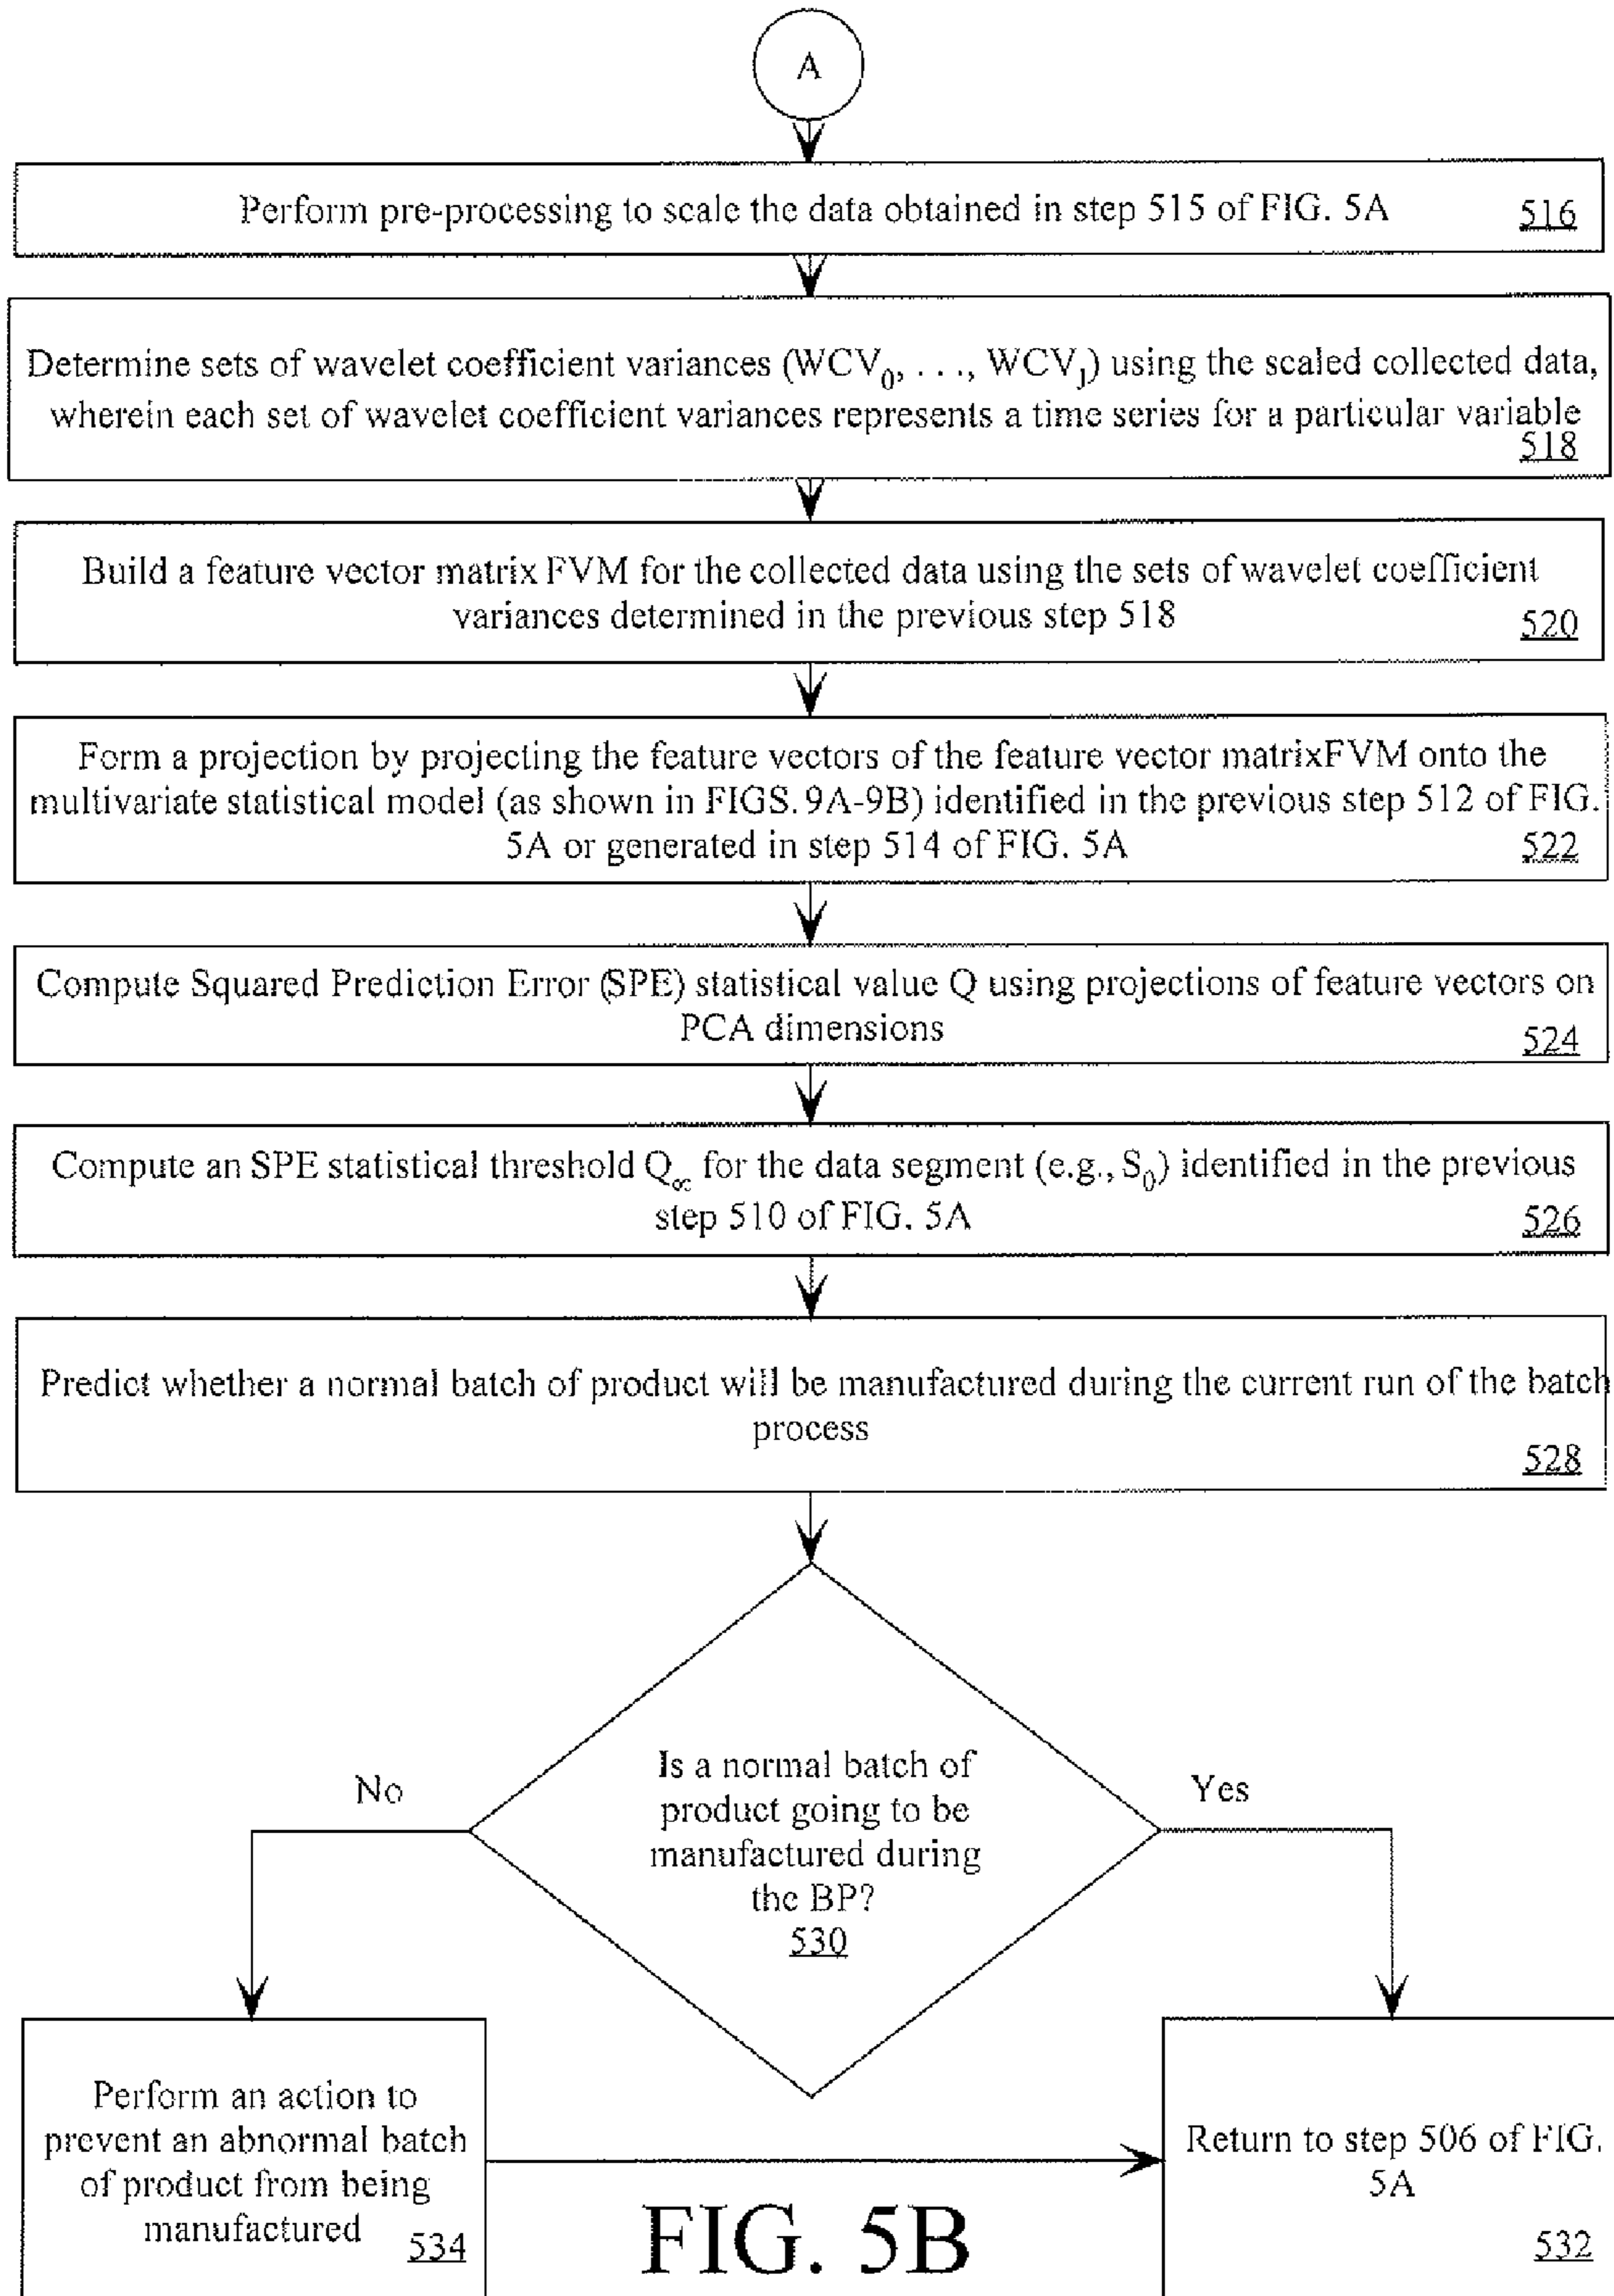 A
Perform pre-processing to scale the data obtained in step 515 of FIG. 5A
516
Determine sets of wavelet coefficient variances (WCV₀, . . ., WCVⱼ) using the scaled collected data,
wherein each set of wavelet coefficient variances represents a time series for a particular variable
518
Build a feature vector matrix FVM for the collected data using the sets of wavelet coefficient
variances determined in the previous step 518
520
Form a projection by projecting the feature vectors of the feature vector matrixFVM onto the
multivariate statistical model (as shown in FIGS. 9A-9B) identified in the previous step 512 of FIG.
5A or generated in step 514 of FIG. 5A
522
Compute Squared Prediction Error (SPE) statistical value Q using projections of feature vectors on
PCA dimensions
524
Compute an SPE statistical threshold Q∝ for the data segment (e.g., S₀) identified in the previous
step 510 of FIG. 5A
526
Predict whether a normal batch of product will be manufactured during the current run of the batch
process
528
Is a normal batch of
product going to be
manufactured during
the BP?
530
No
Yes
Perform an action to
prevent an abnormal batch
of product from being
manufactured
534
Return to step 506 of FIG.
5A
532
FIG. 5B